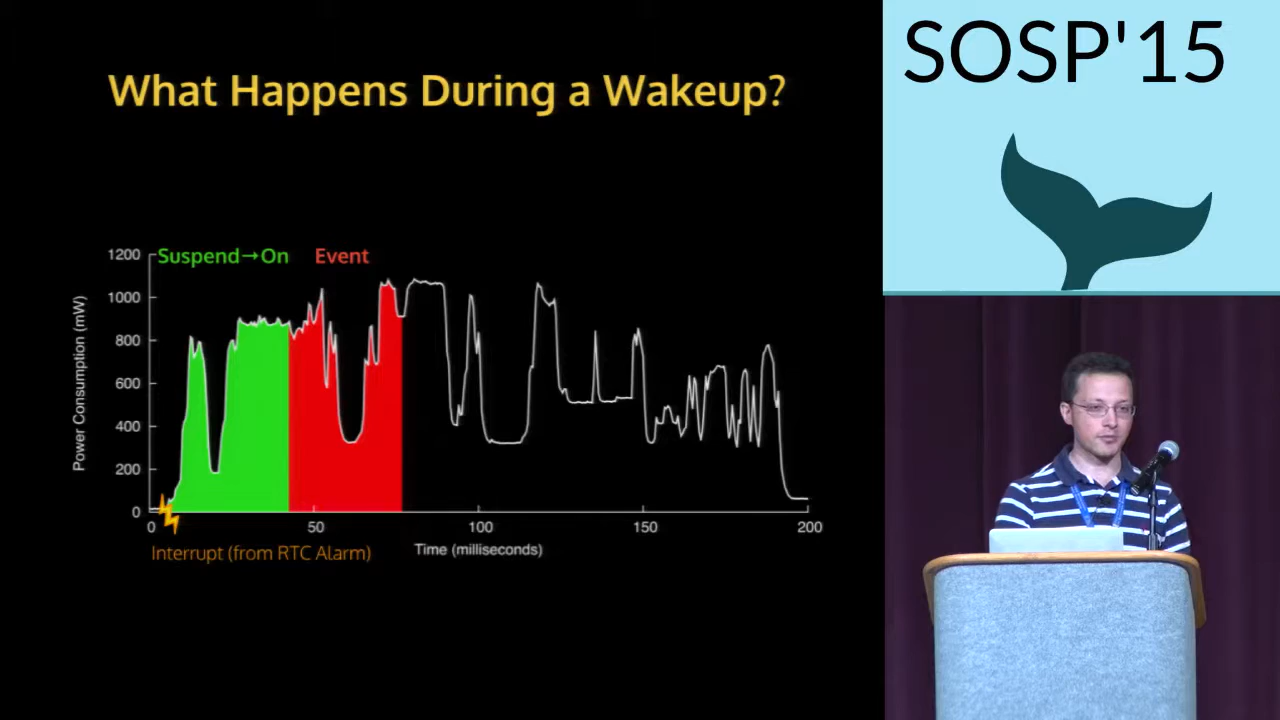 What Happens During a Wakeup?
SOSP'15
Suspend→On
Event
1200
1000
800
600
400
200
0
Power Consumption (mW)
0
50
100
150
200
Interrupt (from RTC Alarm)
Time (milliseconds)